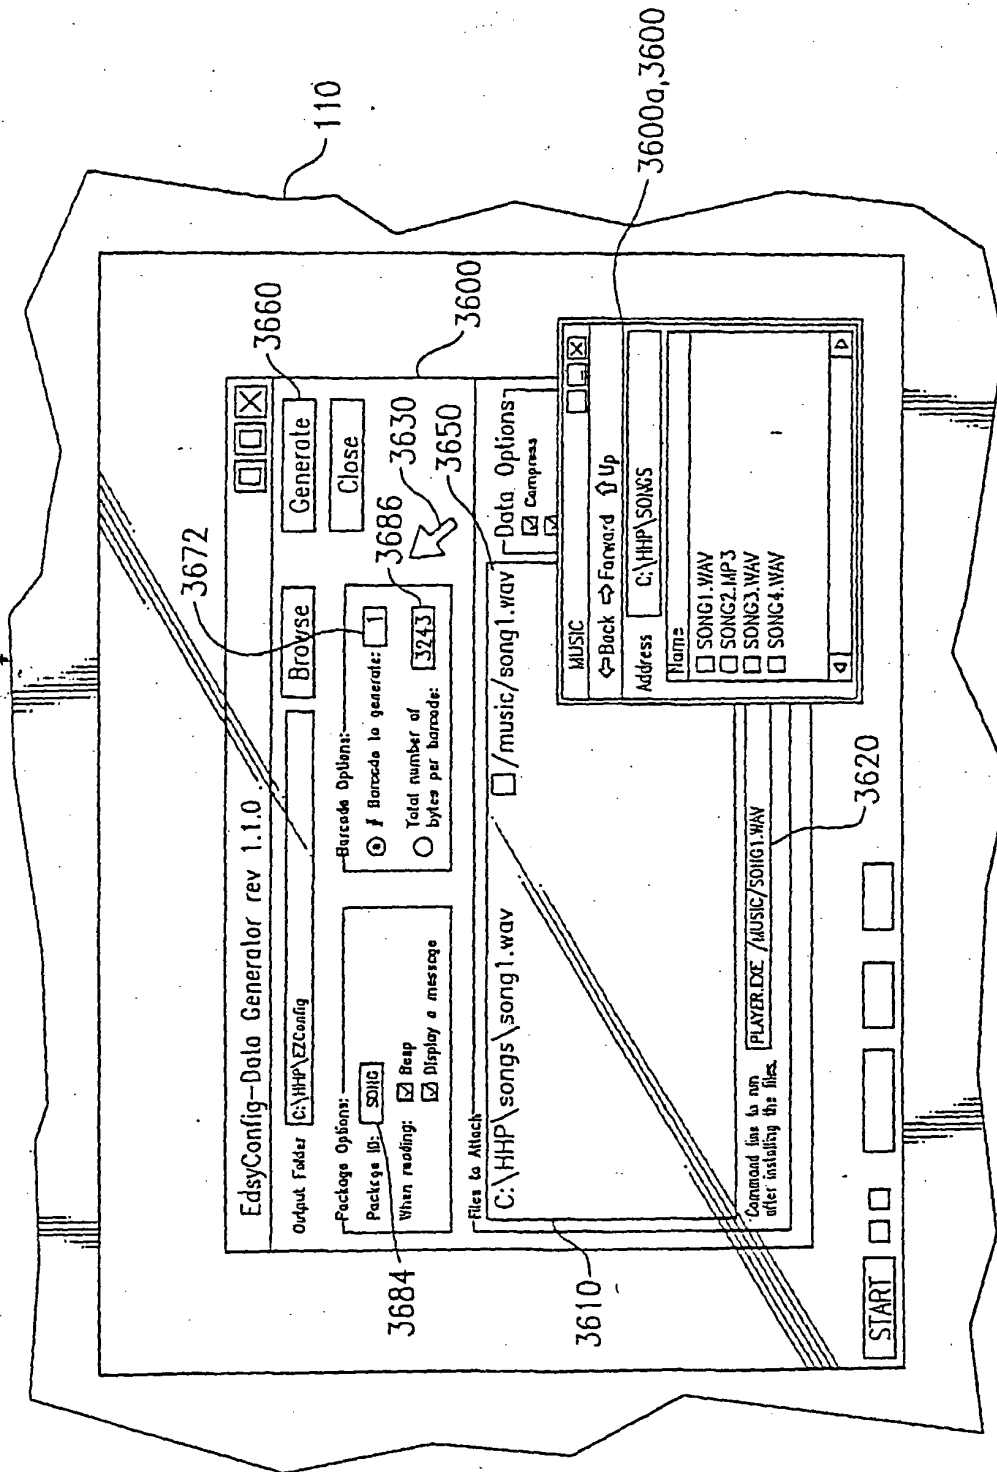 110
3660
3600
3672
3630
3686
3650
3600a,3600
EdsyConfig-Data Generator rev 1.1.0
Output Folder C:\HHP\EZConfig Browse Generate
Close
Package Options:
Package ID: SONG
When reading: Beep
Display a message
Barcode Options:
# Barcode to generate: 1
Total number of
bytes per barcode: 3243
3684
Files to Attach
C:\HHP\songs\song1.wav /music/song1.wav
Data Options
Compress
MUSIC
Back Forward Up
Address C:\HHP\SONGS
Name
SONG1.WAV
SONG2.MP3
SONG3.WAV
SONG4.WAV
Command line to run
after installing the files. PLAYER.EXE /MUSIC/SONG1.WAV
3610
3620
START